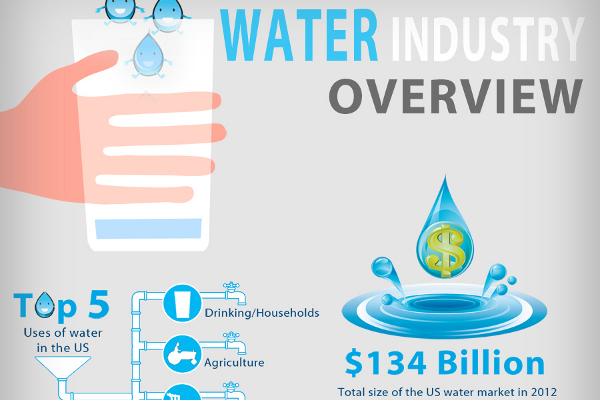 WATER INDUSTRY
OVERVIEW
Top 5
Uses of water
in the US
Drinking/Households
Agriculture
$
$134 Billion
Total size of the US water market in 2012